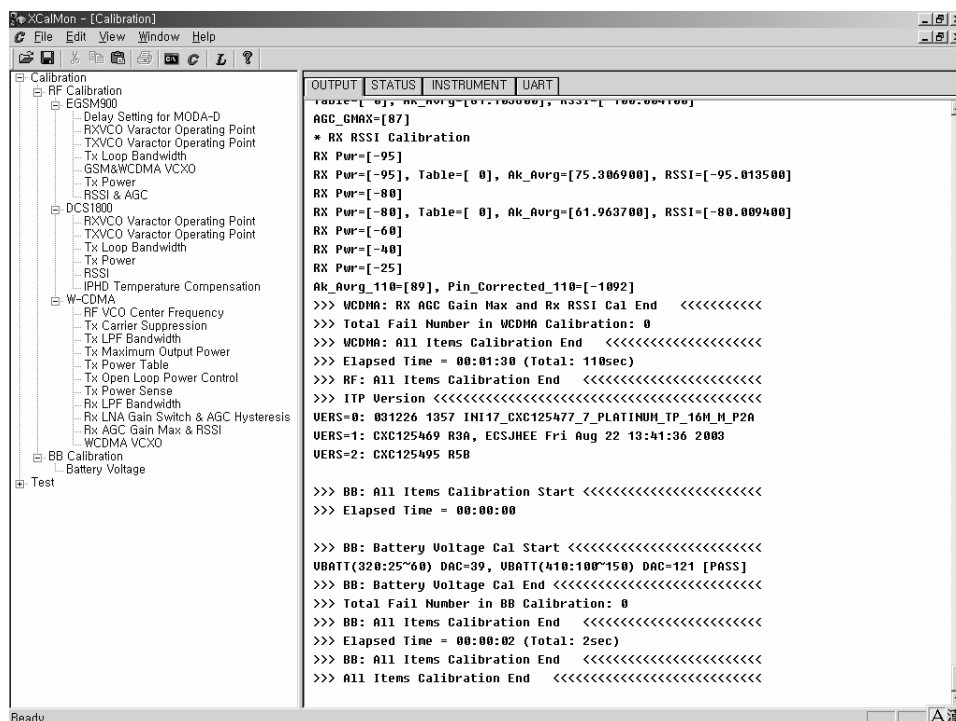 XCalMon - [Calibration]
File Edit View Window Help
OUTPUT STATUS INSTRUMENT UART
Calibration
RF Calibration
EGSM900
Delay Setting for MODA-D
RXVCO Varactor Operating Point
TXVCO Varactor Operating Point
Tx Loop Bandwidth
GSM&WCDMA VCXO
Tx Power
RSSI & AGC
DCS1800
RXVCO Varactor Operating Point
TXVCO Varactor Operating Point
Tx Loop Bandwidth
Tx Power
RSSI
IPHD Temperature Compensation
W-CDMA
RF VCO Center Frequency
Tx Carrier Suppression
Tx LPF Bandwidth
Tx Maximum Output Power
Tx Power Table
Tx Open Loop Power Control
Tx Power Sense
Rx LPF Bandwidth
Rx LNA Gain Switch & AGC Hysteresis
Rx AGC Gain Max & RSSI
WCDMA VCXO
BB Calibration
Battery Voltage
Test
AGC_GMAX=[87]
* RX RSSI Calibration
RX Pwr=[-95]
RX Pwr=[-95], Table=[ 0], Ak_Avrg=[75.306900], RSSI=[-95.013500]
RX Pwr=[-80]
RX Pwr=[-80], Table=[ 0], Ak_Avrg=[61.963700], RSSI=[-80.009400]
RX Pwr=[-60]
RX Pwr=[-40]
RX Pwr=[-25]
Ak_Avrg_110=[89], Pin_Corrected_110=[-1092]
>>> WCDMA: RX AGC Gain Max and Rx RSSI Cal End <<<<<<<<<<<
>>> Total Fail Number in WCDMA Calibration: 0
>>> WCDMA: All Items Calibration End <<<<<<<<<<<<<<<<<<<<<
>>> Elapsed Time = 00:01:30 (Total: 110sec)
>>> RF: All Items Calibration End <<<<<<<<<<<<<<<<<<<<<<<<
>>> ITP Version <<<<<<<<<<<<<<<<<<<<<<<<<<<<<<<<<<<<<<<<<<<<
VERS=0: 031226 1357 INI17_CXC125477_7_PLATINUM_TP_16M_M_P2A
VERS=1: CXC125469 R3A, ECSJHEE Fri Aug 22 13:41:36 2003
VERS=2: CXC125495 R5B
>>> BB: All Items Calibration Start <<<<<<<<<<<<<<<<<<<<<<<<
>>> Elapsed Time = 00:00:00
>>> BB: Battery Voltage Cal Start <<<<<<<<<<<<<<<<<<<<<<<<<<
VBATT(320:25~60) DAC=39, VBATT(410:100~150) DAC=121 [PASS]
>>> BB: Battery Voltage Cal End <<<<<<<<<<<<<<<<<<<<<<<<<<<<
>>> Total Fail Number in BB Calibration: 0
>>> BB: All Items Calibration End <<<<<<<<<<<<<<<<<<<<<<<<
>>> Elapsed Time = 00:00:02 (Total: 2sec)
>>> BB: All Items Calibration End <<<<<<<<<<<<<<<<<<<<<<<<
>>> All Items Calibration End <<<<<<<<<<<<<<<<<<<<<<<<<<<<
Ready